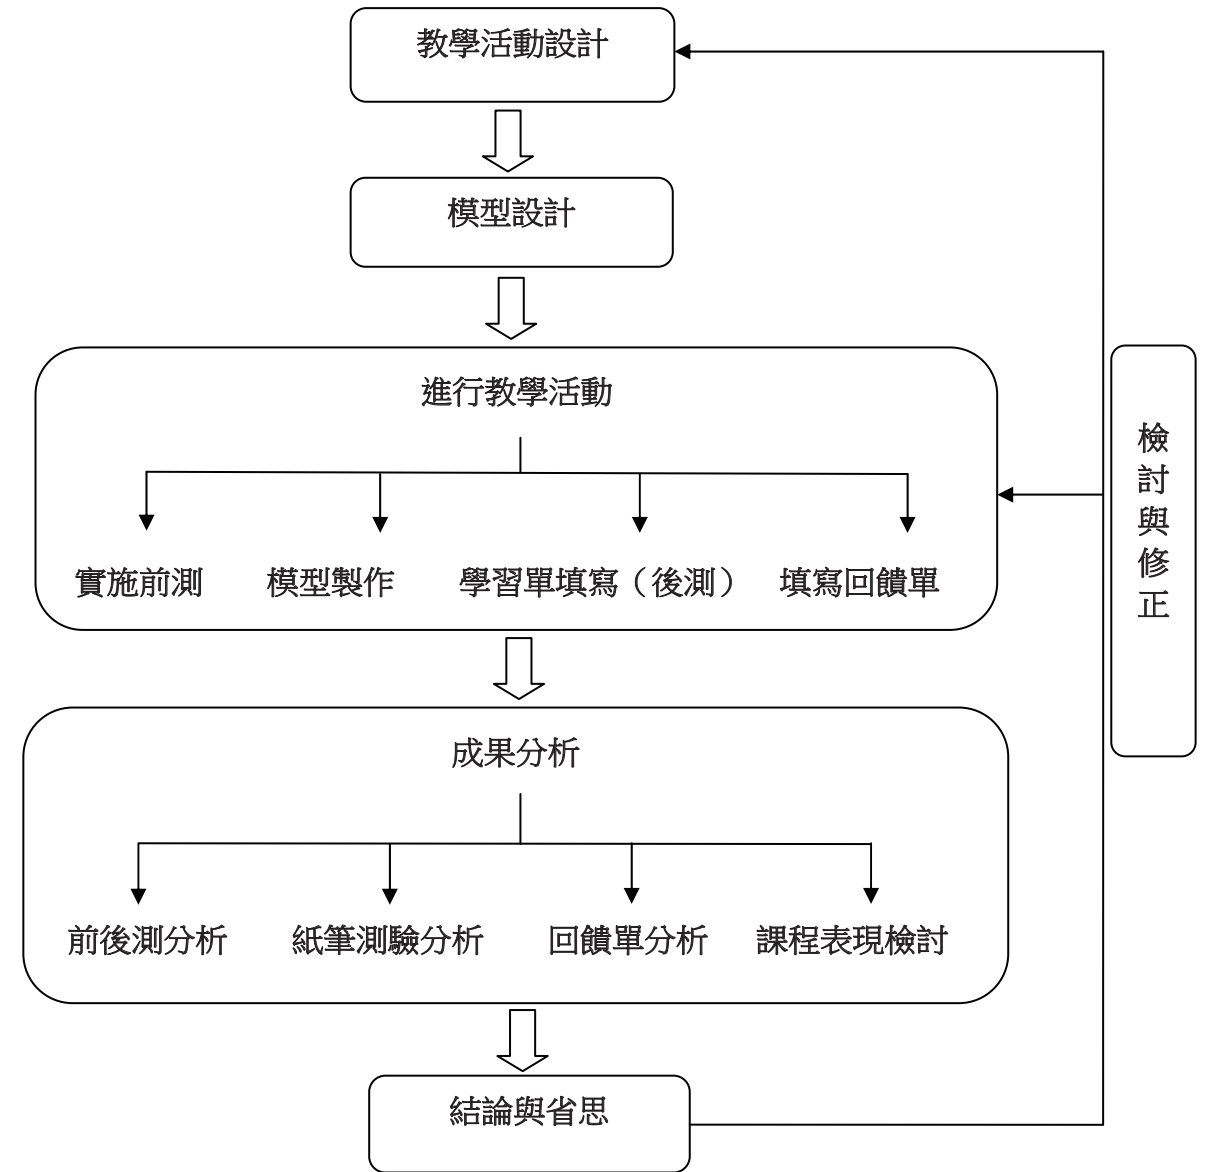 教學活動設計
模型設計
進行教學活動
實施前測
模型製作
學習單填寫（後測）
填寫回饋單
檢討與修正
成果分析
前後測分析
紙筆測驗分析
回饋單分析
課程表現檢討
結論與省思